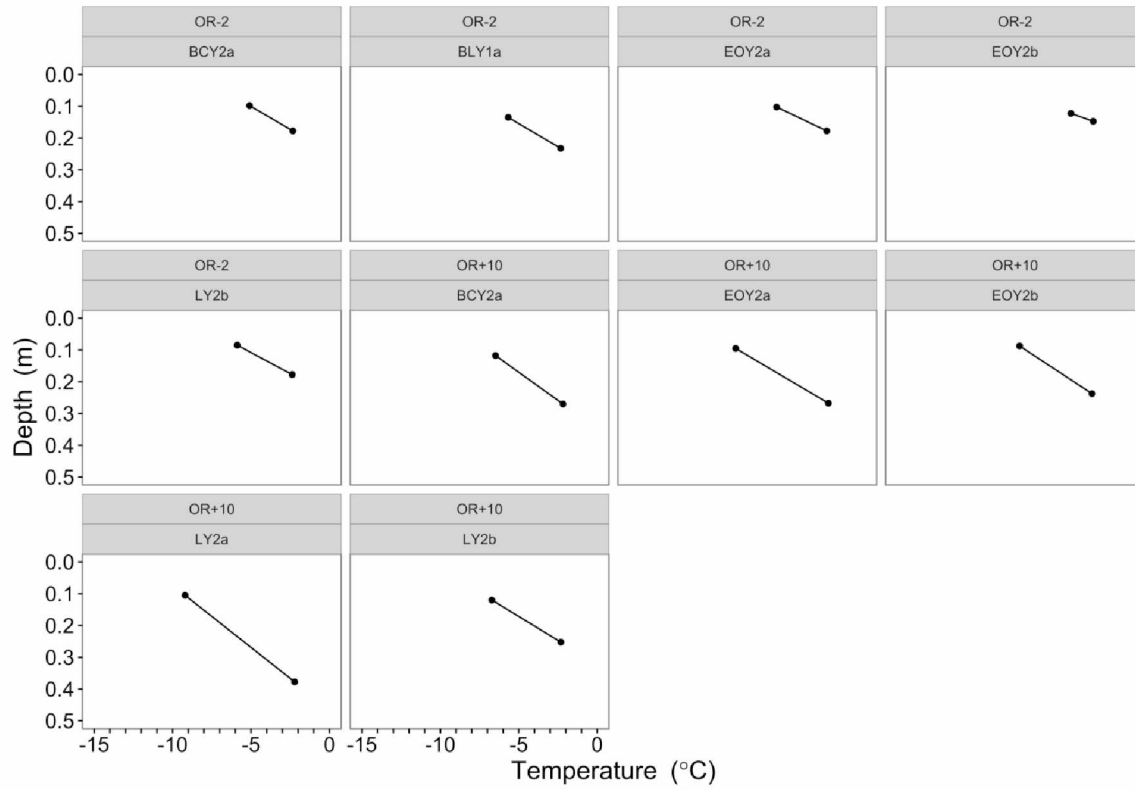 OR-2 OR-2 OR-2 OR-2
BCY2a BLY1a EOY2a EOY2b
0.0
0.1
0.2
0.3
0.4
0.5
OR-2 OR+10 OR+10 OR+10
LY2b BCY2a EOY2a EOY2b
0.0
0.1
0.2
0.3
0.4
0.5
Depth (m)
OR+10 OR+10
LY2a LY2b
0.0
0.1
0.2
0.3
0.4
0.5
-15 -10 -5 0 -15 -10 -5 0
Temperature (°C)